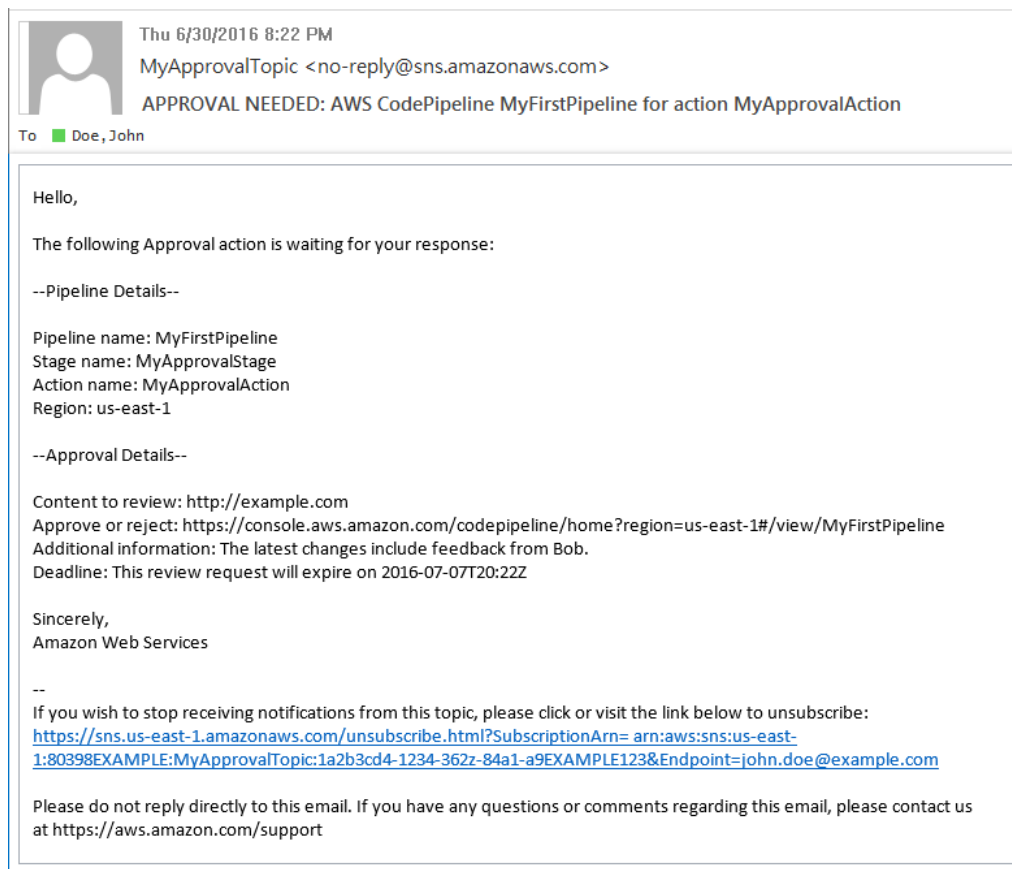 Thu 6/30/2016 8:22 PM
MyApprovalTopic <no-reply@sns.amazonaws.com>
APPROVAL NEEDED: AWS CodePipeline MyFirstPipeline for action MyApprovalAction
To Doe,John
Hello,
The following Approval action is waiting for your response:
--Pipeline Details--
Pipeline name: MyFirstPipeline
Stage name: MyApprovalStage
Action name: MyApprovalAction
Region: us-east-1
--Approval Details--
Content to review: http://example.com
Approve or reject: https://console.aws.amazon.com/codepipeline/home?region=us-east-1#/view/MyFirstPipeline
Additional information: The latest changes include feedback from Bob.
Deadline: This review request will expire on 2016-07-07T20:22Z
Sincerely,
Amazon Web Services
--
If you wish to stop receiving notifications from this topic, please click or visit the link below to unsubscribe:
https://sns.us-east-1.amazonaws.com/unsubscribe.html?SubscriptionArn= arn:aws:sns:us-east-
1:80398EXAMPLE:MyApprovalTopic:1a2b3cd4-1234-362z-84a1-a9EXAMPLE123&Endpoint=john.doe@example.com
Please do not reply directly to this email. If you have any questions or comments regarding this email, please contact us
at https://aws.amazon.com/support